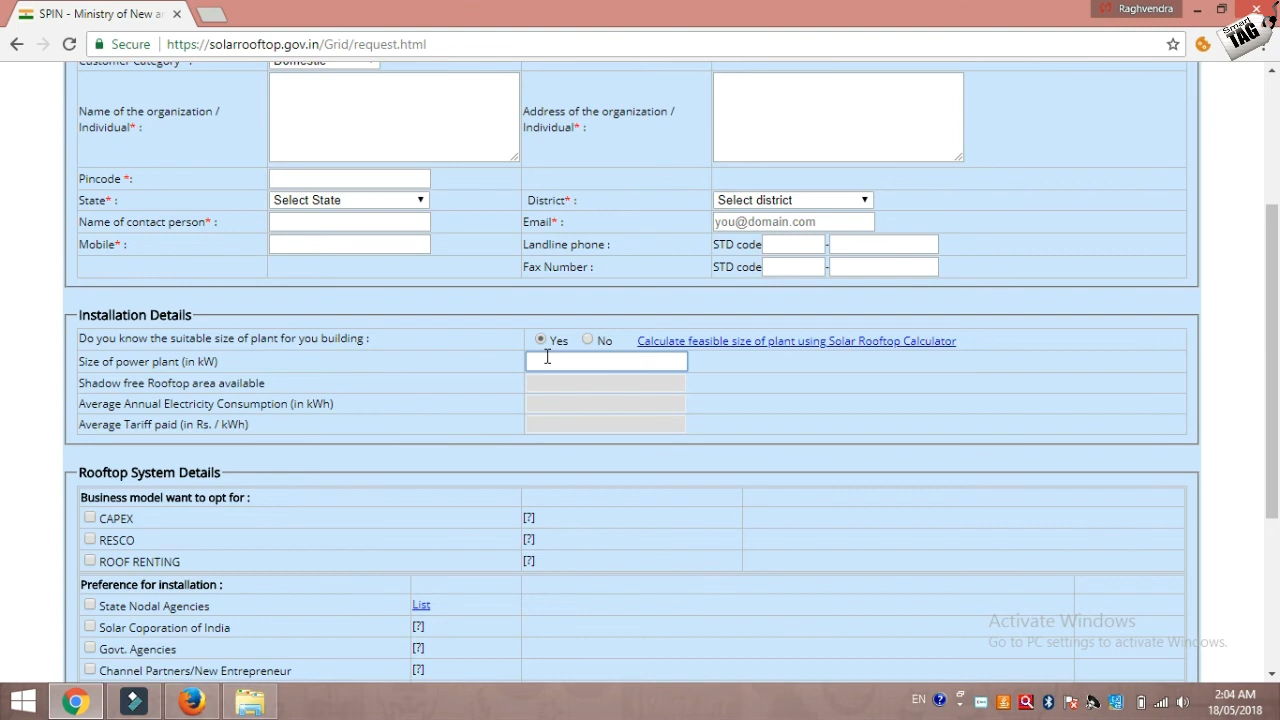 SPIN - Ministry of New a
Raghvendra
Smart
TAG
Secure https://solarrooftop.gov.in/Grid/request.html
Customer Category * : Domestic
Name of the organization / Individual* :
Address of the organization / Individual* :
Pincode *:
State* : Select State
District* : Select district
Name of contact person* :
Email* : you@domain.com
Mobile* :
Landline phone : STD code -
Fax Number : STD code -
Installation Details
Do you know the suitable size of plant for you building : Yes No Calculate feasible size of plant using Solar Rooftop Calculator
Size of power plant (in kW)
Shadow free Rooftop area available
Average Annual Electricity Consumption (in kWh)
Average Tariff paid (in Rs. / kWh)
Rooftop System Details
Business model want to opt for :
CAPEX [?]
RESCO [?]
ROOF RENTING [?]
Preference for installation :
State Nodal Agencies List
Solar Coporation of India [?]
Govt. Agencies [?]
Channel Partners/New Entrepreneur [?]
Activate Windows
Go to PC settings to activate Windows.
EN
2:04 AM
18/05/2018